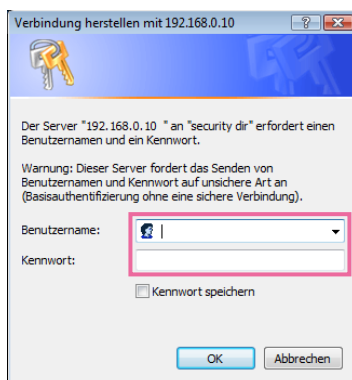 Verbindung herstellen mit 192.168.0.10
Der Server "192.168.0.10 " an "security dir" erfordert einen
Benutzernamen und ein Kennwort.
Warnung: Dieser Server fordert das Senden von
Benutzernamen und Kennwort auf unsichere Art an
(Basisauthentifizierung ohne eine sichere Verbindung).
Benutzername:
Kennwort:
Kennwort speichern
OK Abbrechen